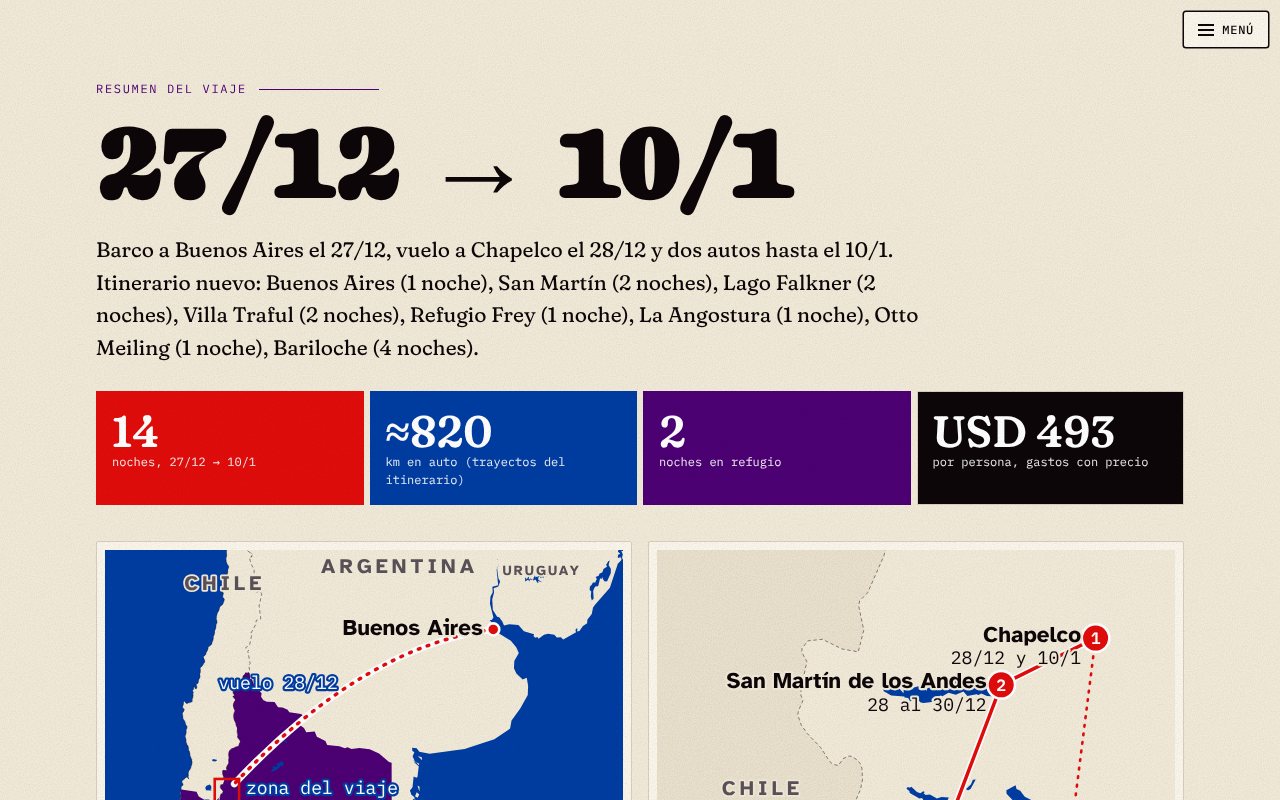 MENÚ
RESUMEN DEL VIAJE
27/12 → 10/1
Barco a Buenos Aires el 27/12, vuelo a Chapelco el 28/12 y dos autos hasta el 10/1.
Itinerario nuevo: Buenos Aires (1 noche), San Martín (2 noches), Lago Falkner (2
noches), Villa Traful (2 noches), Refugio Frey (1 noche), La Angostura (1 noche), Otto
Meiling (1 noche), Bariloche (4 noches).
14
noches, 27/12 → 10/1
≈820
km en auto (trayectos del
itinerario)
2
noches en refugio
USD 493
por persona, gastos con precio
ARGENTINA
URUGUAY
CHILE
Buenos Aires
vuelo 28/12
zona del viaje
Chapelco
1
28/12 y 10/1
San Martín de los Andes
2
28 al 30/12
CHILE